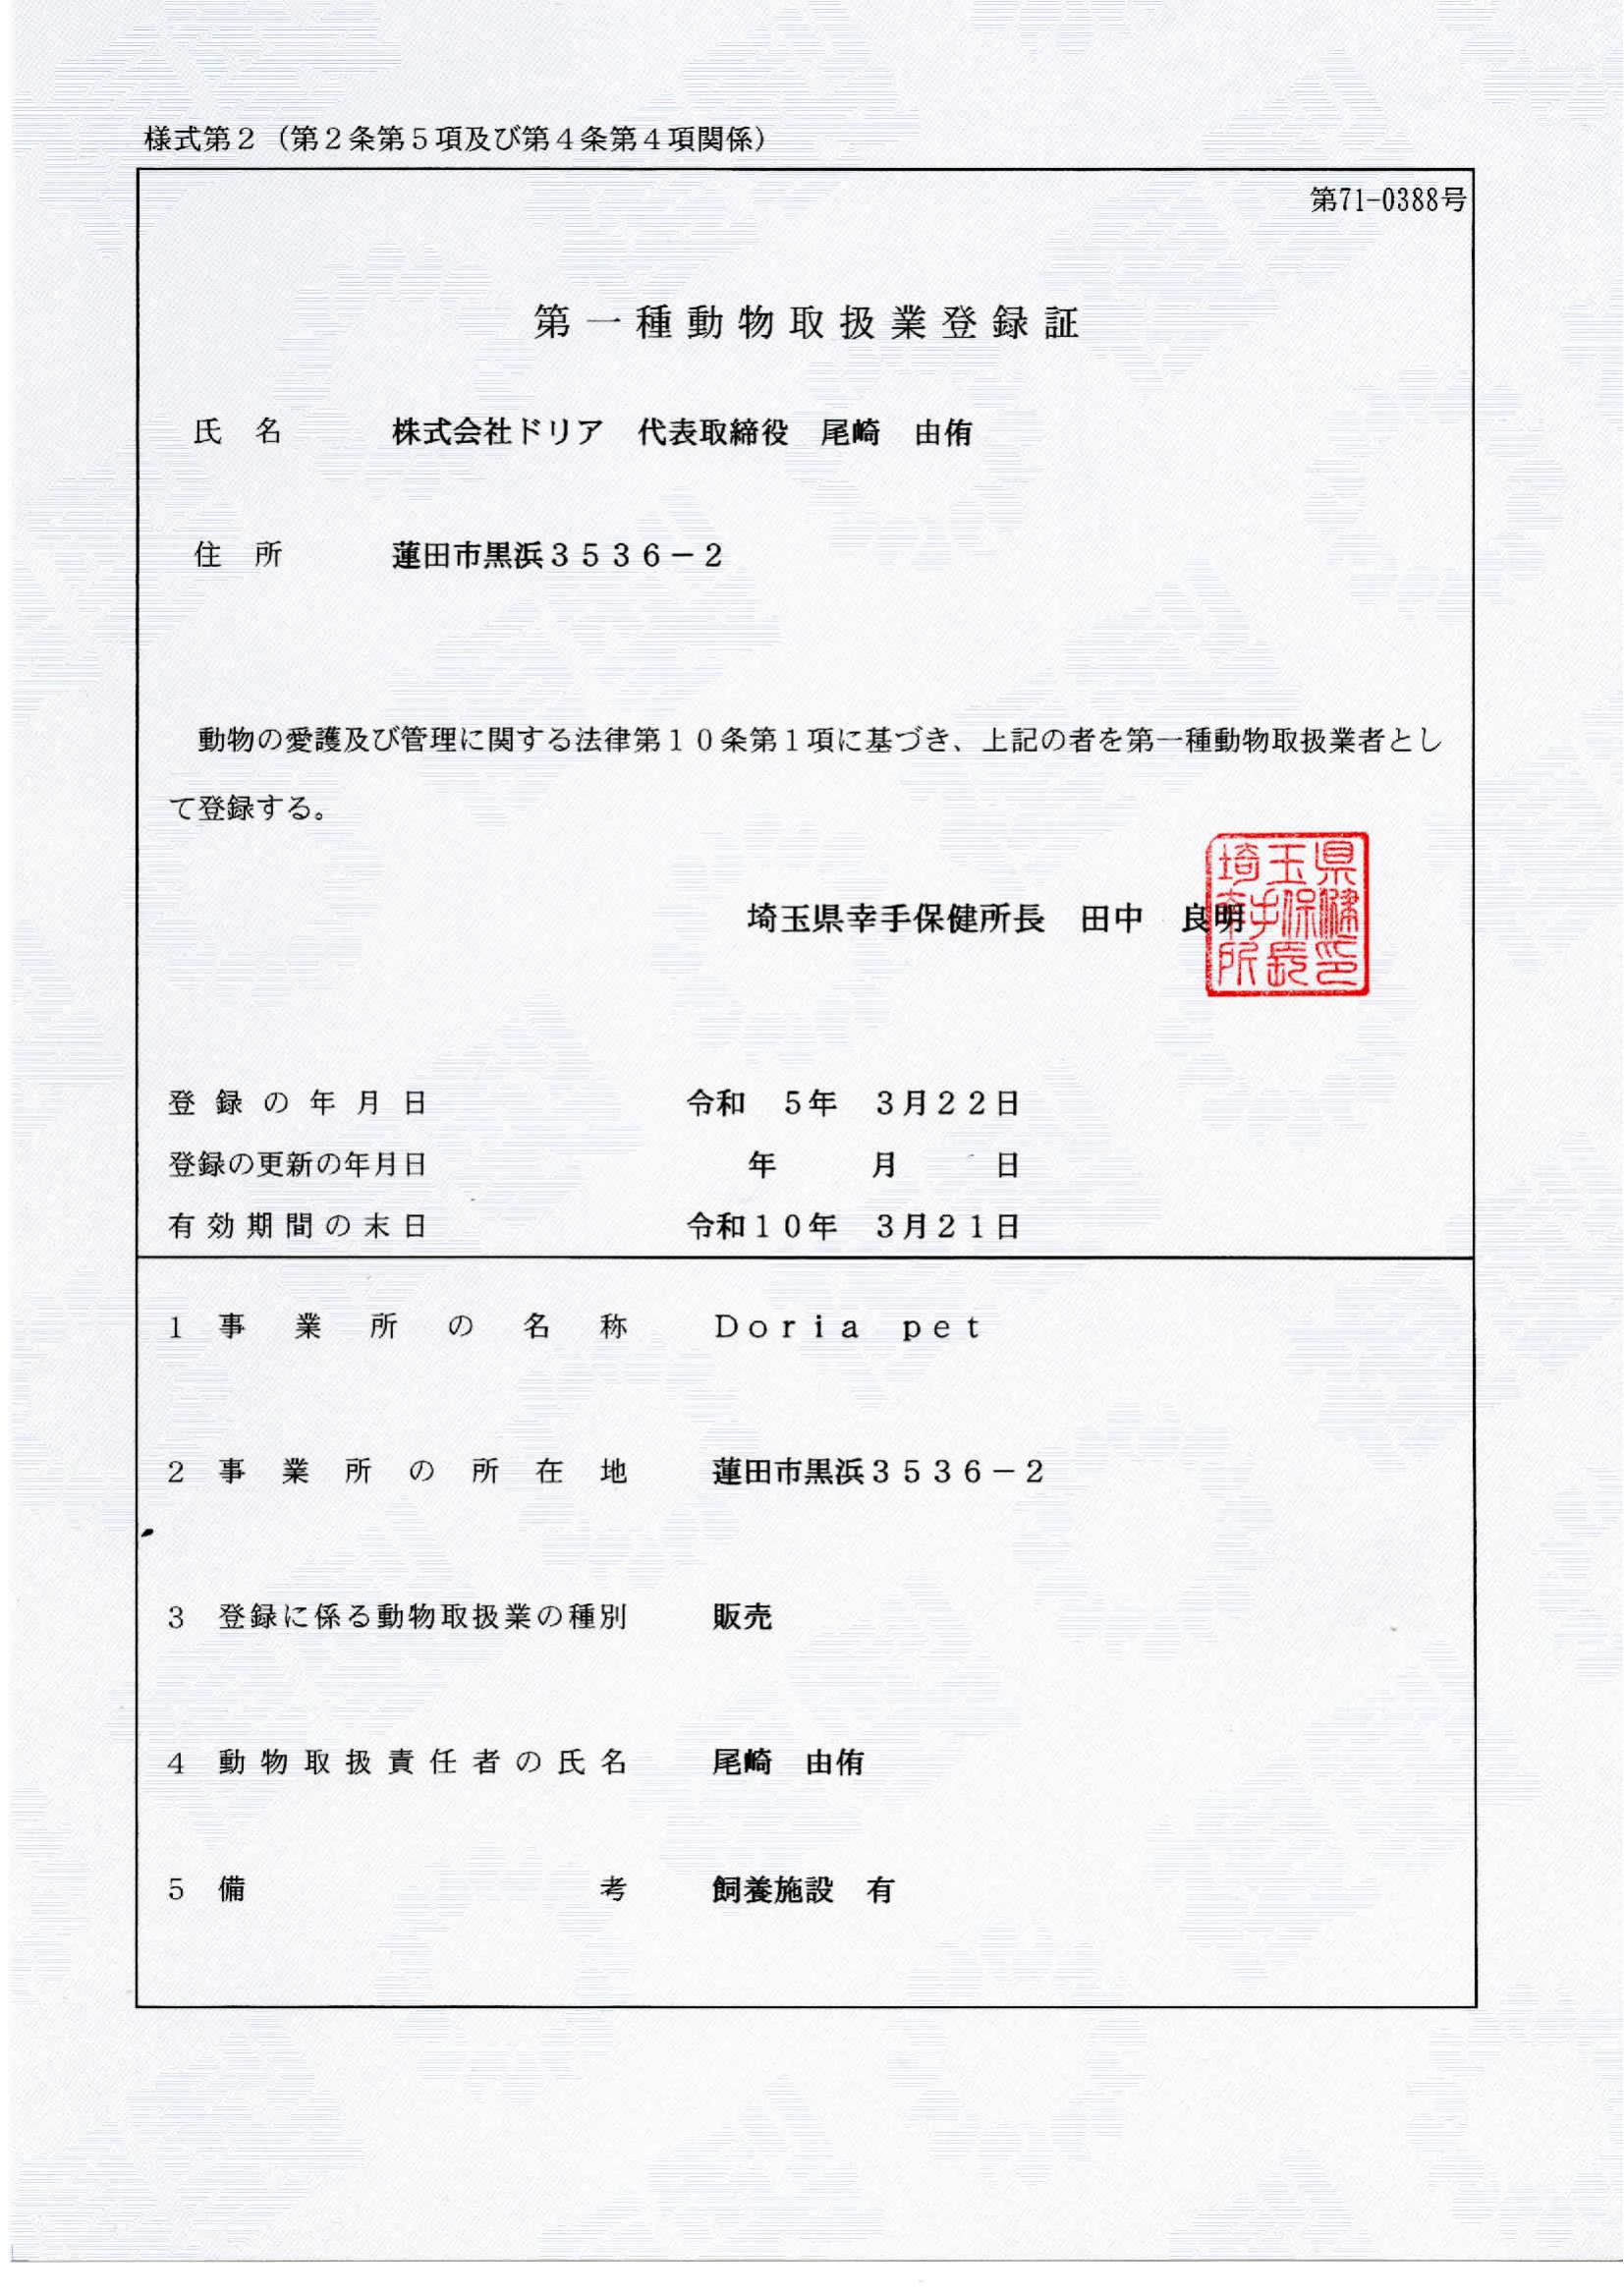 様式第２（第２条第５項及び第４条第４項関係）
第71-0388号
第一種動物取扱業登録証
氏 名 株式会社ドリア 代表取締役 尾崎 由侑
住 所 蓮田市黒浜３５３６－２
動物の愛護及び管理に関する法律第１０条第１項に基づき、上記の者を第一種動物取扱業者とし
て登録する。
埼玉県幸手保健所長 田中 良明
埼玉県幸手保健所長印
登録の年月日 令和 5年 3月22日
登録の更新の年月日 年 月 日
有効期間の末日 令和10年 3月21日
1 事業所の名称 Doria pet
2 事業所の所在地 蓮田市黒浜３５３６－２
3 登録に係る動物取扱業の種別 販売
4 動物取扱責任者の氏名 尾崎 由侑
5 備考 飼養施設 有